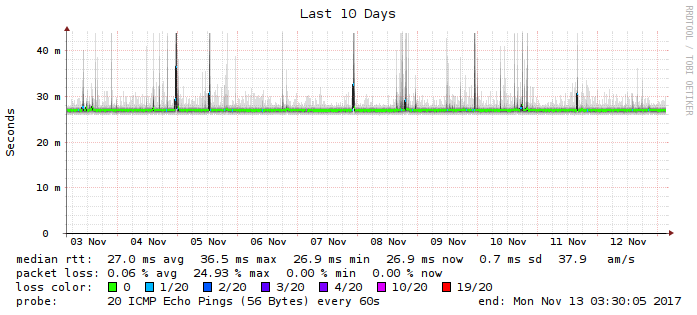 Last 10 Days
RRDTOOL / TOBI OETIKER
Seconds
40 m
30 m
20 m
10 m
0
03 Nov 04 Nov 05 Nov 06 Nov 07 Nov 08 Nov 09 Nov 10 Nov 11 Nov 12 Nov
median rtt: 27.0 ms avg 36.5 ms max 26.9 ms min 26.9 ms now 0.7 ms sd 37.9 am/s
packet loss: 0.06 % avg 24.93 % max 0.00 % min 0.00 % now
loss color: 0 1/20 2/20 3/20 4/20 10/20 19/20
probe: 20 ICMP Echo Pings (56 Bytes) every 60s end: Mon Nov 13 03:30:05 2017